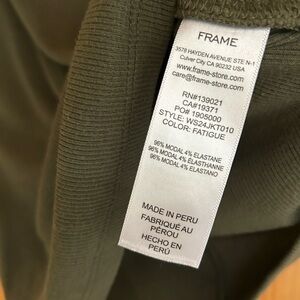 FRAME
3578 HAYDEN AVENUE STE N-1
Culver City CA 90232 USA
www.frame-store.com
care@frame-store.com
RN#139021
CA#19371
PO# 1905000
STYLE: WS24JKT010
COLOR: FATIGUE
96% MODAL 4% ELASTANE
96% MODAL 4% ÉLASTHANNE
96% MODAL 4% ELASTANO
MADE IN PERU
FABRIQUÉ AU
PÉROU
HECHO EN
PERÚ